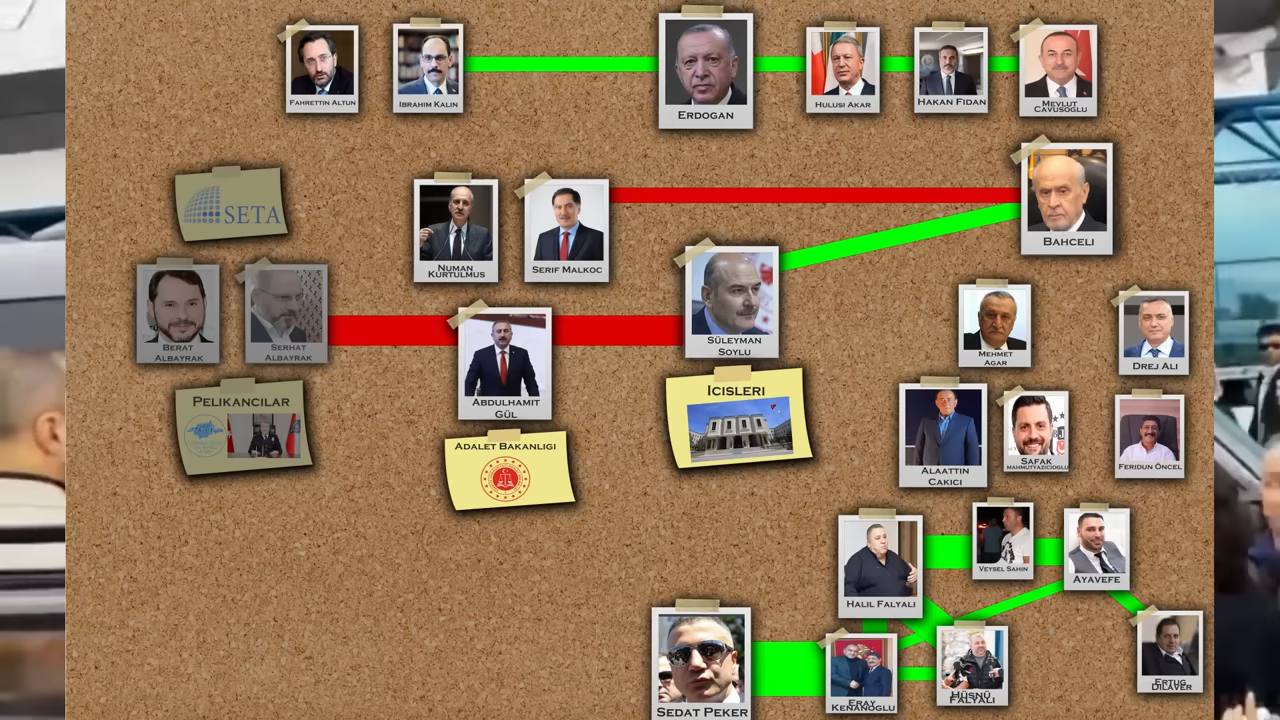 FAHRETTIN ALTUN
IBRAHIM KALIN
ERDOGAN
HULUSI AKAR
HAKAN FIDAN
MEVLUT
CAVUSOGLU
SETA
NUMAN
KURTULMUS
SERIF MALKOC
BAHCELI
BERAT
ALBAYRAK
SERHAT
ALBAYRAK
ABDULHAMIT
GÜL
SÜLEYMAN
SOYLU
MEHMET
AGAR
DREJ ALI
PELIKANCILAR
ADALET BAKANLIGI
ICISLERI
ALAATTIN
CAKICI
SAFAK
MAHMUTYAZICIOGLU
FERIDUN ÖNCEL
HALIL FALYALI
VEYSEL SAHIN
AYAVEFE
SEDAT PEKER
ERAY
KENANOGLU
HÜSNÜ
FALYALI
ERTUG
DILAVER